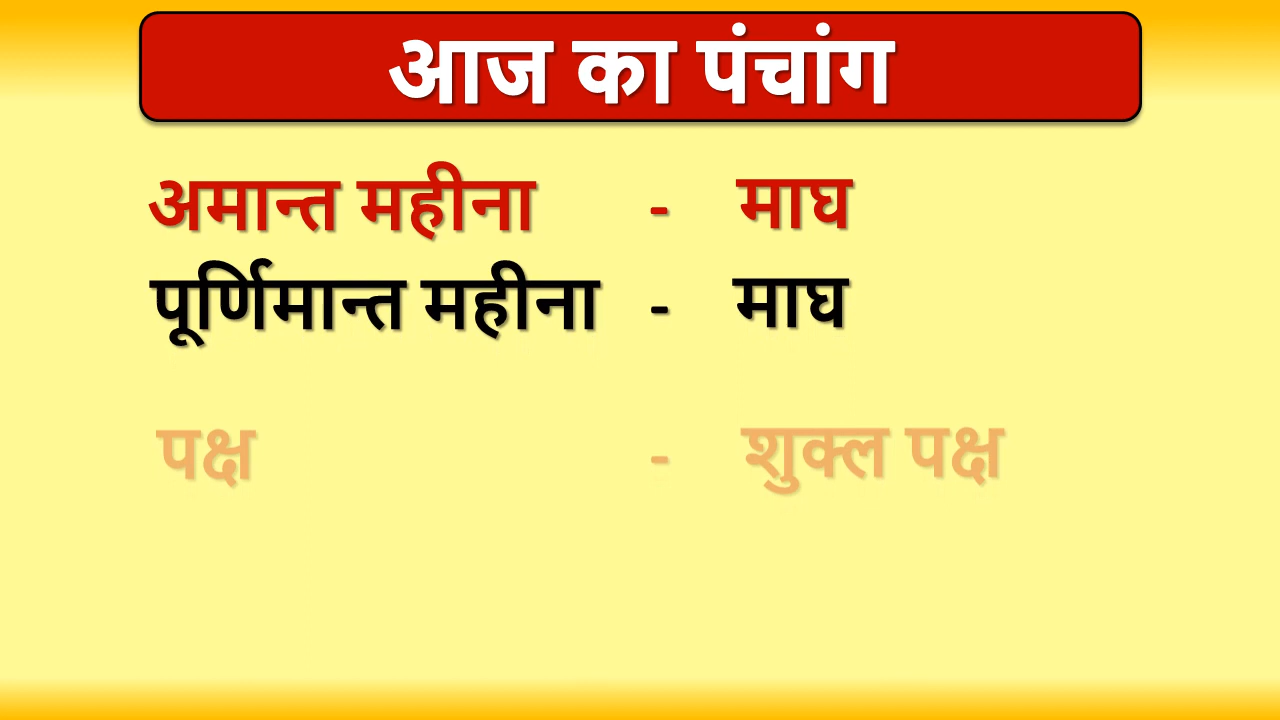 आज का पंचांग
अमान्त महीना - माघ
पूर्णिमान्त महीना - माघ
पक्ष - शुक्ल पक्ष